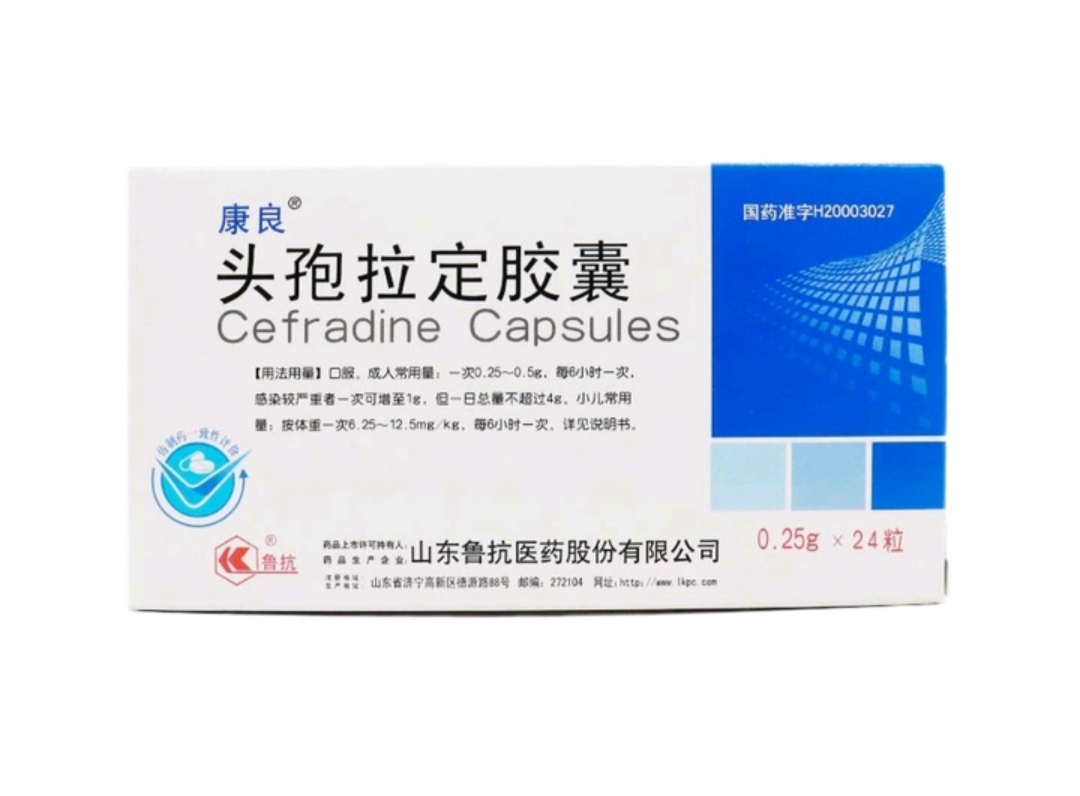 康良®
国药准字H20003027
头孢拉定胶囊
Cefradine Capsules
【用法用量】口服。成人常用量：一次0.25～0.5g，每6小时一次，
感染较严重者一次可增至1g，但一日总量不超过4g。小儿常用
量：按体重一次6.25～12.5mg/kg，每6小时一次。详见说明书。
仿制药一致性评价
®
鲁抗
药品上市许可持有人：
药品生产企业：
山东鲁抗医药股份有限公司
0.25g × 24粒
注册地址：
生产地址：
山东省济宁高新区德源路88号 邮编：272104 网址：http://www.lkpc.com